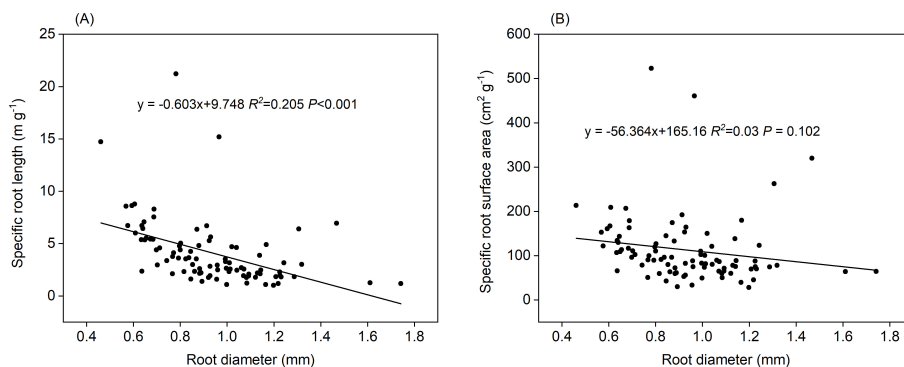 (A)
25
20
15
10
5
0
Specific root length (m g⁻¹)
y = -0.603x+9.748 R²=0.205 P<0.001
0.4 0.6 0.8 1.0 1.2 1.4 1.6 1.8
Root diameter (mm)
(B)
600
500
400
300
200
100
0
Specific root surface area (cm² g⁻¹)
y = -56.364x+165.16 R²=0.03 P = 0.102
0.4 0.6 0.8 1.0 1.2 1.4 1.6 1.8
Root diameter (mm)